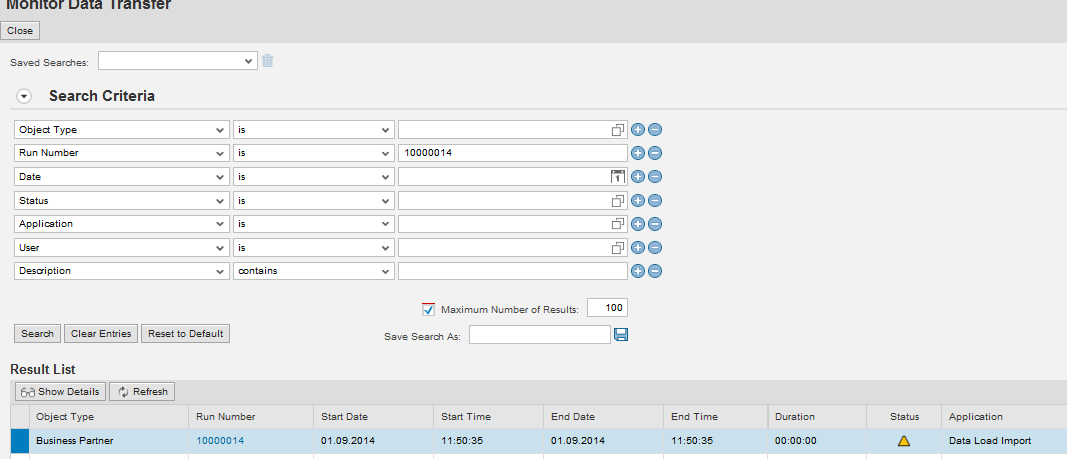 Monitor Data Transfer
Close
Saved Searches:
Search Criteria
Object Type is
Run Number is 10000014
Date is 1
Status is
Application is
User is
Description contains
Maximum Number of Results: 100
Search Clear Entries Reset to Default Save Search As:
Result List
Show Details Refresh
Object Type Run Number Start Date Start Time End Date End Time Duration Status Application
Business Partner 10000014 01.09.2014 11:50:35 01.09.2014 11:50:35 00:00:00 Data Load Import